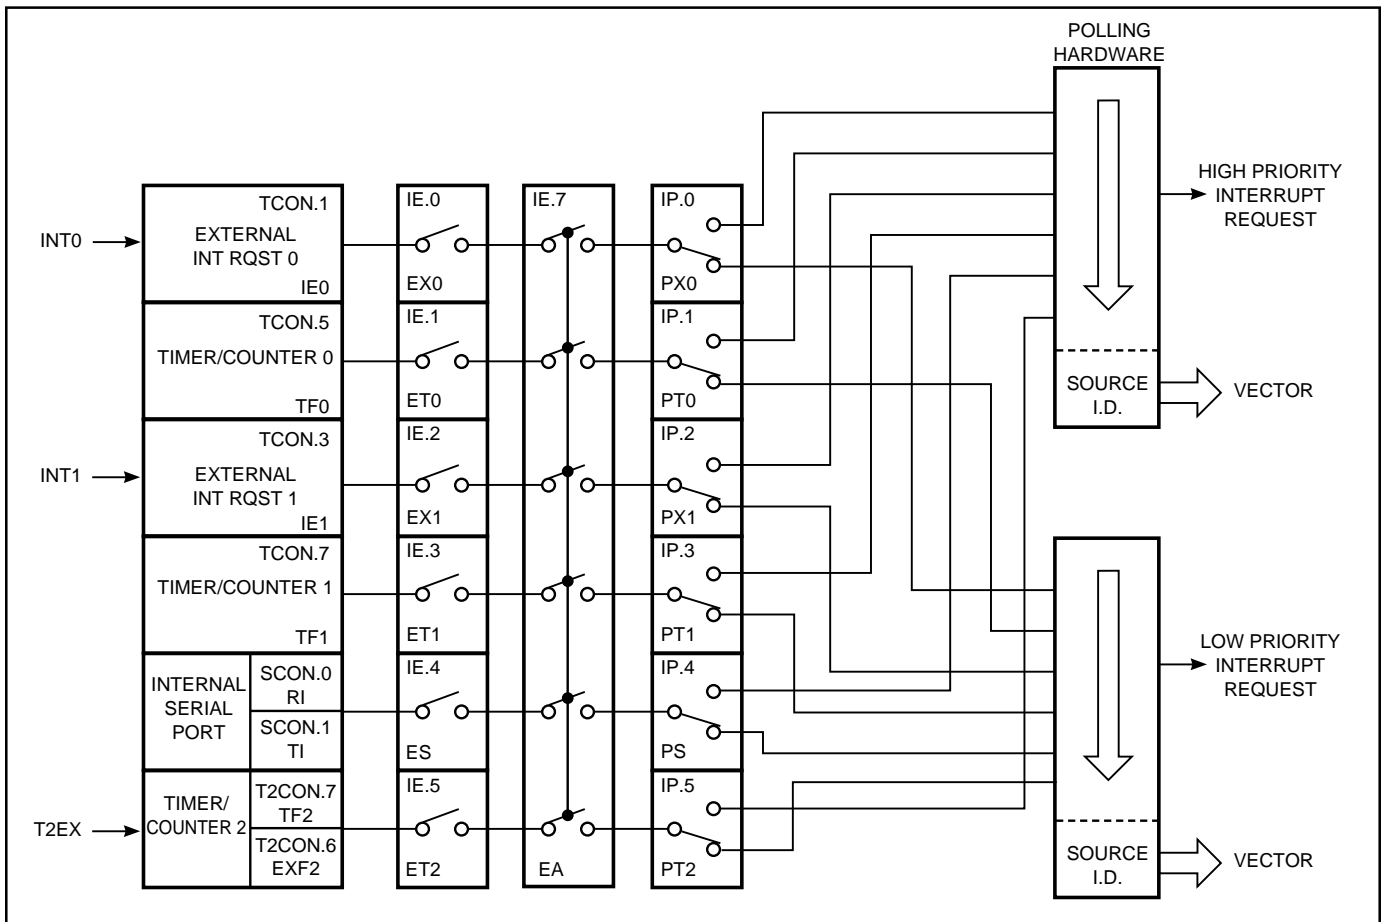 POLLING
HARDWARE
HIGH PRIORITY
INTERRUPT
REQUEST
SOURCE
I.D.
VECTOR
INT0
TCON.1
EXTERNAL
INT RQST 0
IE0
IE.0
EX0
IE.7
IP.0
PX0
TCON.5
TIMER/COUNTER 0
TF0
IE.1
ET0
IP.1
PT0
INT1
TCON.3
EXTERNAL
INT RQST 1
IE1
IE.2
EX1
IP.2
PX1
TCON.7
TIMER/COUNTER 1
TF1
IE.3
ET1
IP.3
PT1
INTERNAL
SERIAL
PORT
SCON.0
RI
SCON.1
TI
IE.4
ES
IP.4
PS
T2EX
TIMER/
COUNTER 2
T2CON.7
TF2
T2CON.6
EXF2
IE.5
ET2
EA
IP.5
PT2
LOW PRIORITY
INTERRUPT
REQUEST
SOURCE
I.D.
VECTOR